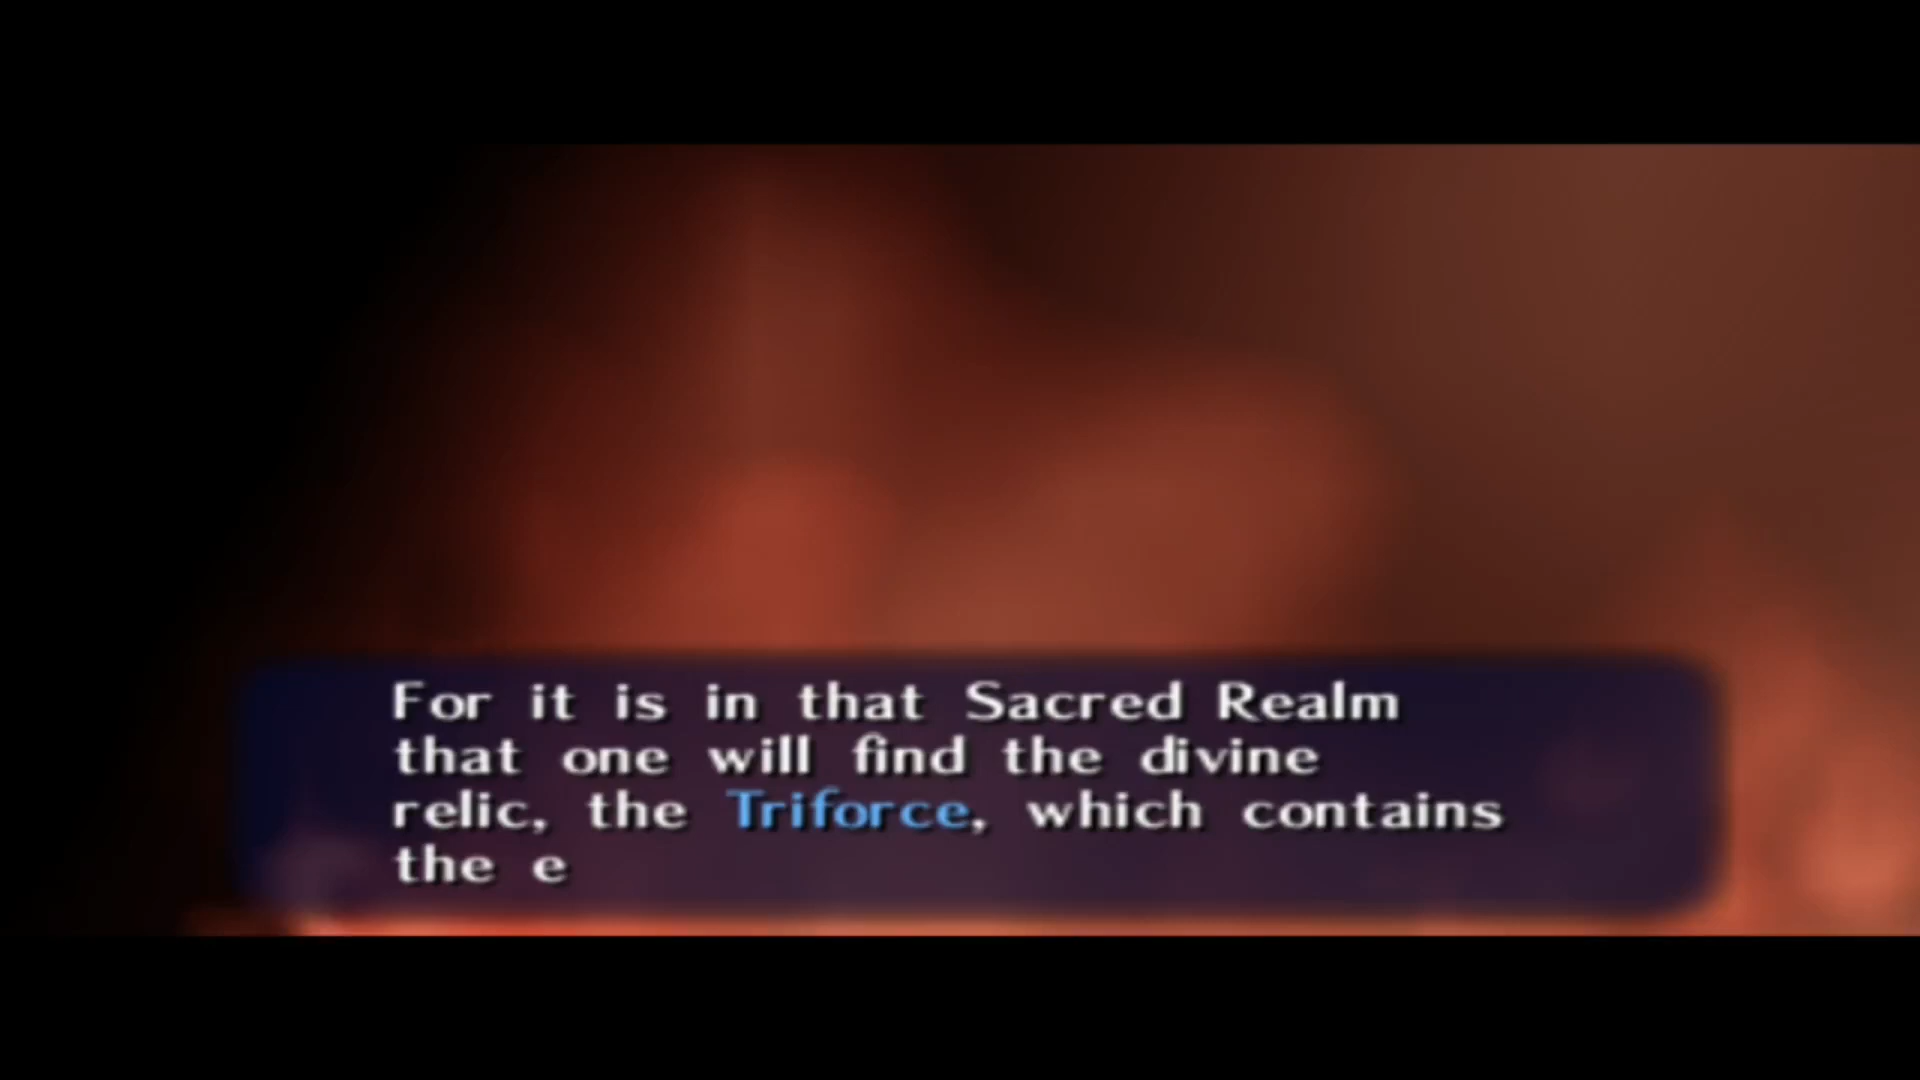 For it is in that Sacred Realm
that one will find the divine
relic, the Triforce, which contains
the e